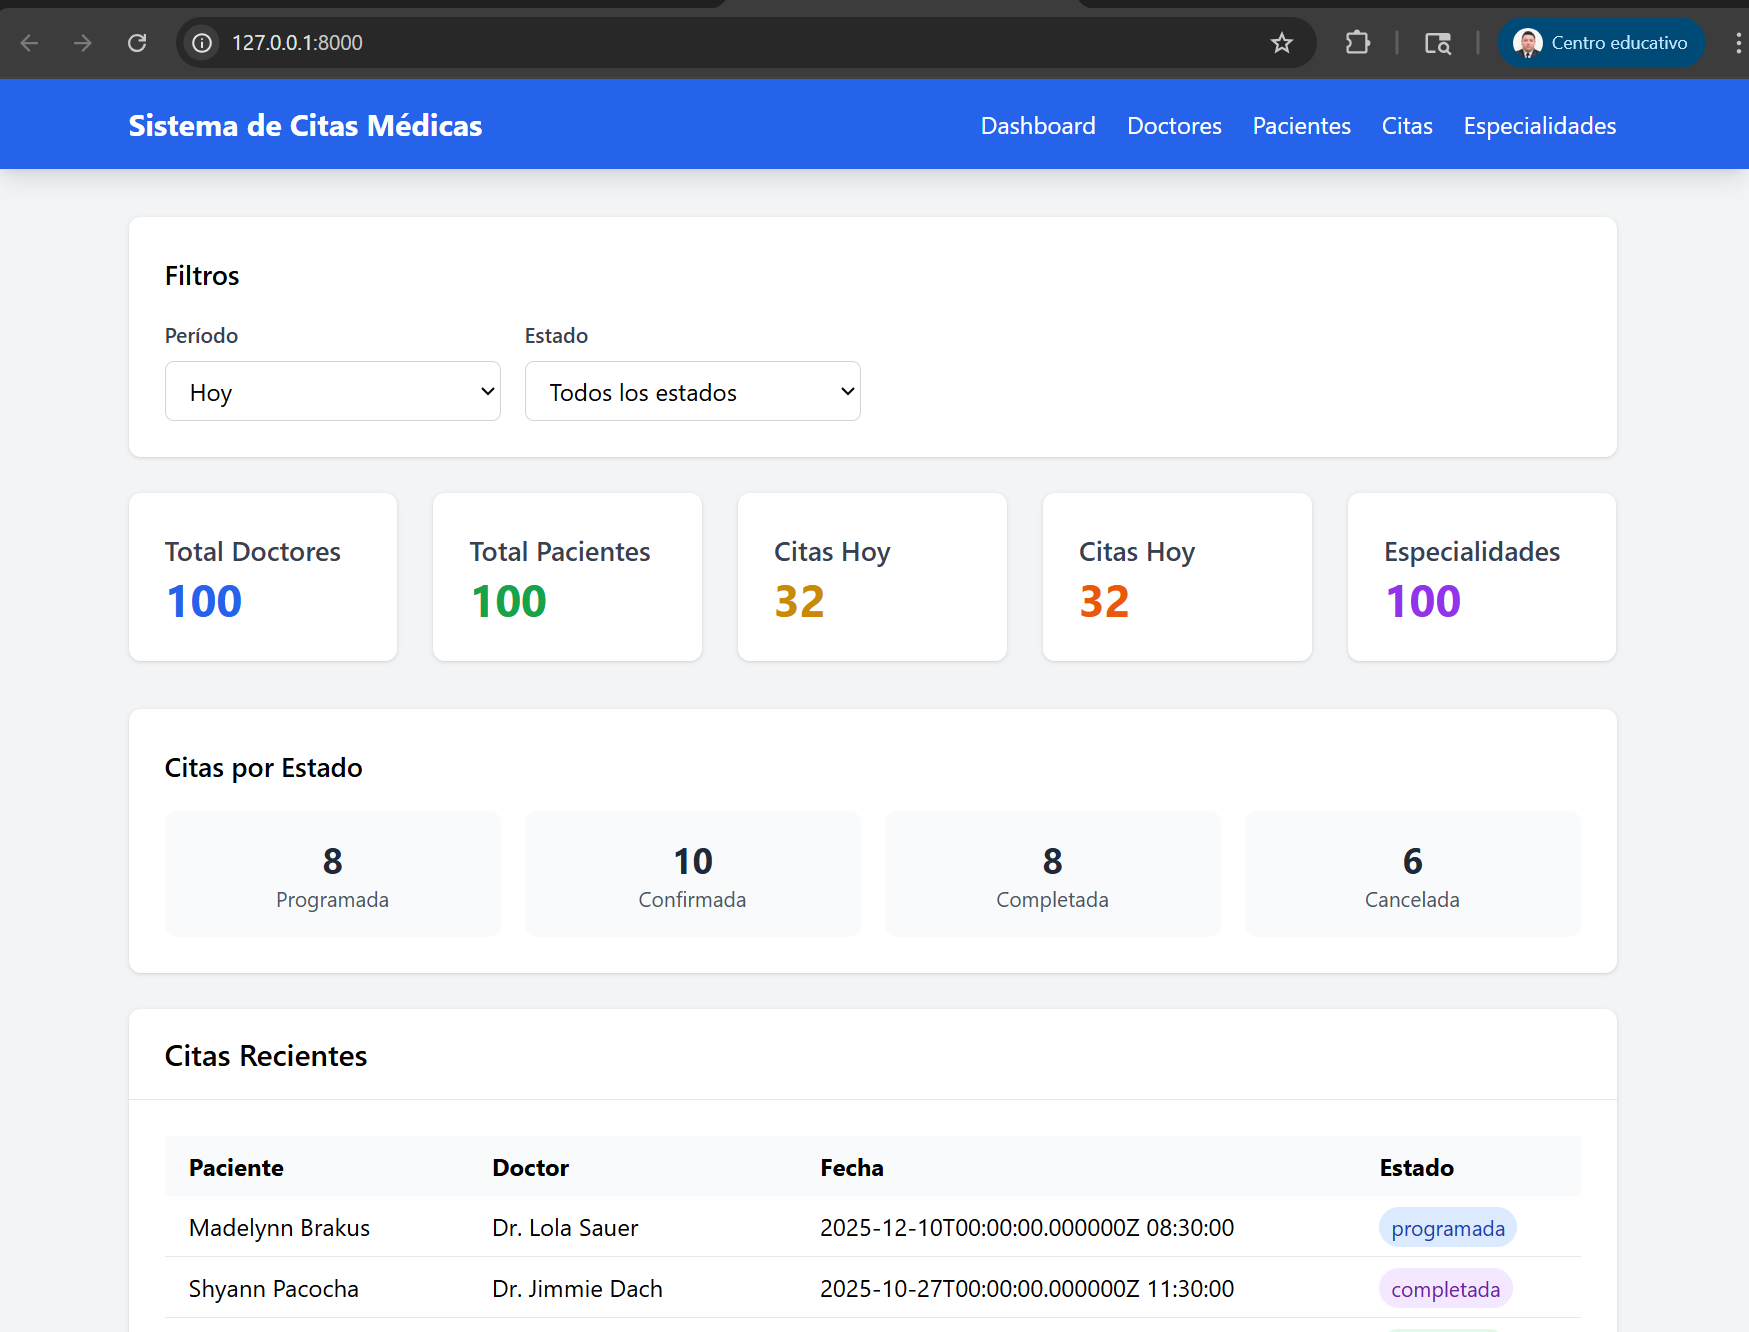 127.0.0.1:8000
Centro educativo
Sistema de Citas Médicas
Dashboard Doctores Pacientes Citas Especialidades
Filtros
Período Estado
Hoy Todos los estados
Total Doctores Total Pacientes Citas Hoy Citas Hoy Especialidades
100 100 32 32 100
Citas por Estado
8 10 8 6
Programada Confirmada Completada Cancelada
Citas Recientes
Paciente Doctor Fecha Estado
Madelynn Brakus Dr. Lola Sauer 2025-12-10T00:00:00.000000Z 08:30:00 programada
Shyann Pacocha Dr. Jimmie Dach 2025-10-27T00:00:00.000000Z 11:30:00 completada